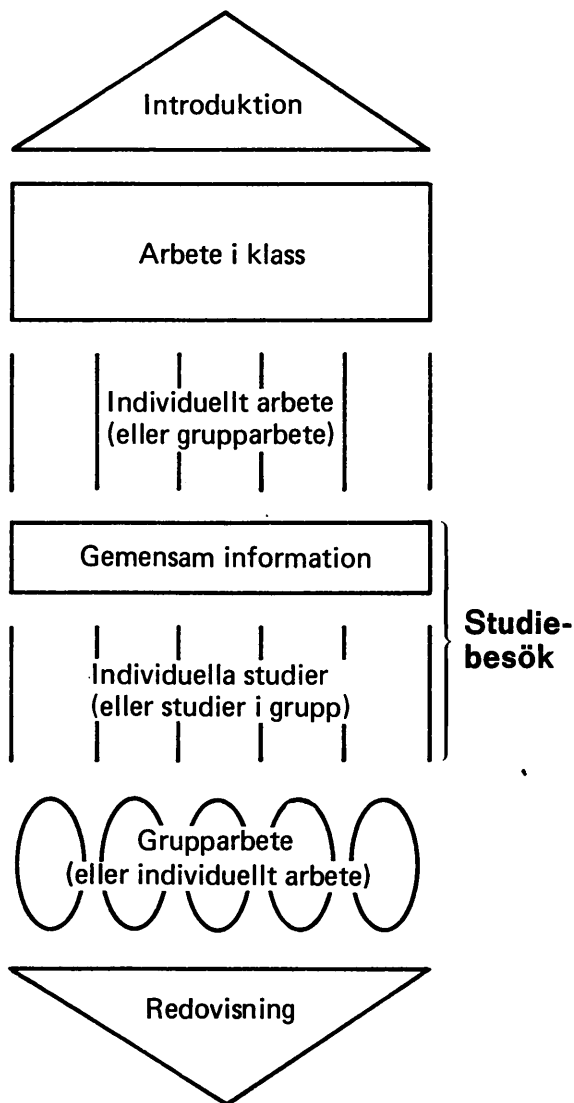 Introduktion
Arbete i klass
Individuellt arbete
(eller grupparbete)
Gemensam information
Individuella studier
(eller studier i grupp)
Studie-
besök
Grupparbete
(eller individuellt arbete)
Redovisning